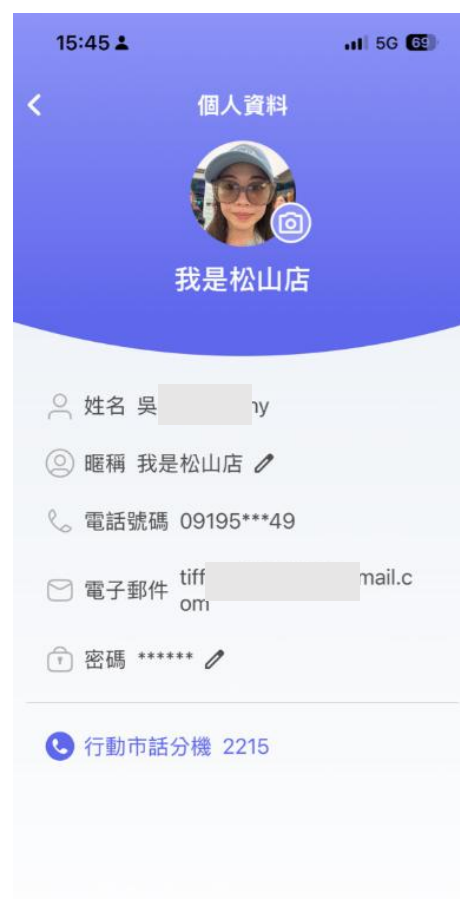 15:45
5G 69
個人資料
我是松山店
姓名 吳 ny
暱稱 我是松山店
電話號碼 09195***49
電子郵件 tiff mail.c
om
密碼 ******
行動市話分機 2215